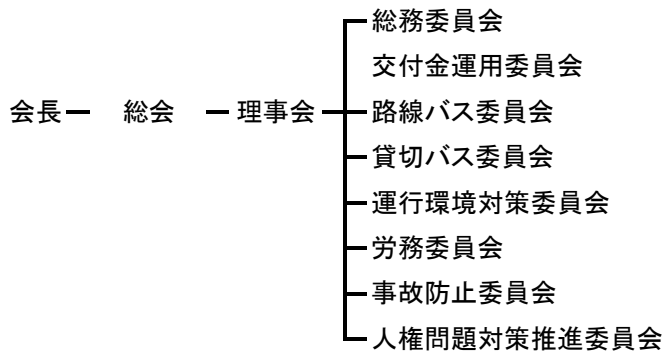 総務委員会
交付金運用委員会
会長 総会 理事会 路線バス委員会
貸切バス委員会
運行環境対策委員会
労務委員会
事故防止委員会
人権問題対策推進委員会